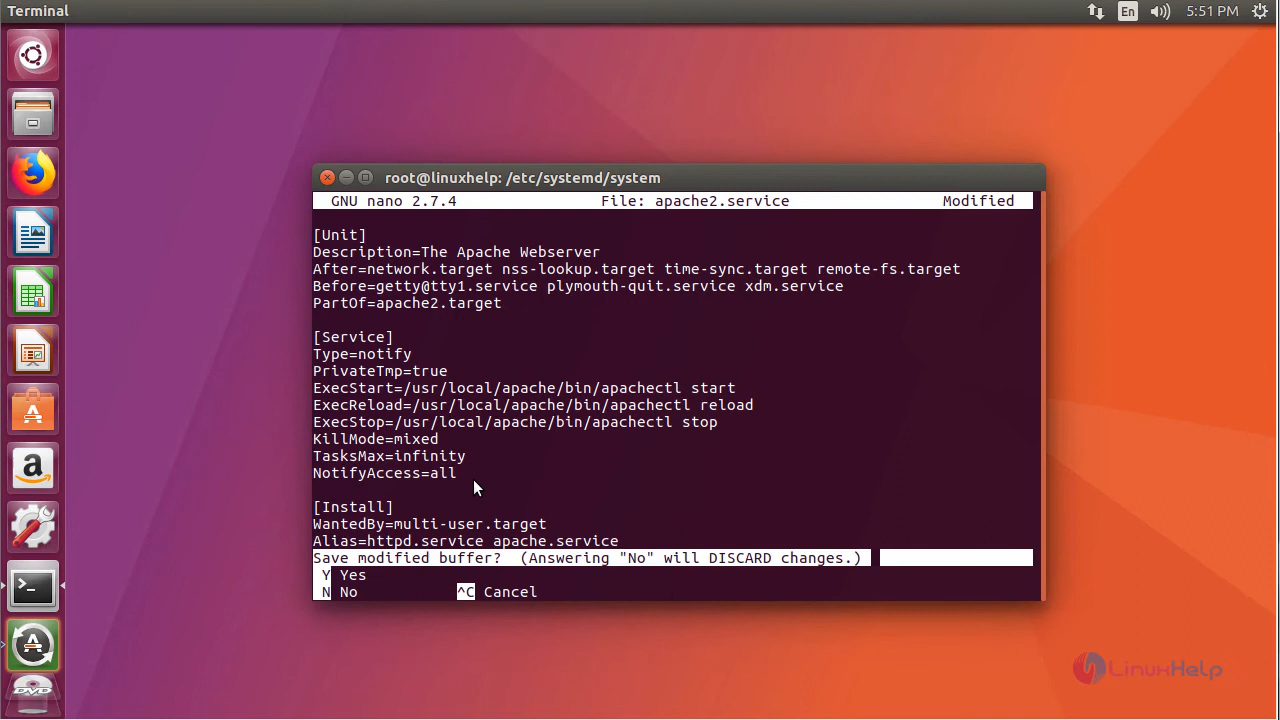 Terminal
En
5:51 PM
root@linuxhelp: /etc/systemd/system
GNU nano 2.7.4 File: apache2.service Modified
[Unit]
Description=The Apache Webserver
After=network.target nss-lookup.target time-sync.target remote-fs.target
Before=getty@tty1.service plymouth-quit.service xdm.service
PartOf=apache2.target
[Service]
Type=notify
PrivateTmp=true
ExecStart=/usr/local/apache/bin/apachectl start
ExecReload=/usr/local/apache/bin/apachectl reload
ExecStop=/usr/local/apache/bin/apachectl stop
KillMode=mixed
TasksMax=infinity
NotifyAccess=all
[Install]
WantedBy=multi-user.target
Alias=httpd.service apache.service
Save modified buffer? (Answering "No" will DISCARD changes.)
Y Yes
N No ^C Cancel
LinuxHelp